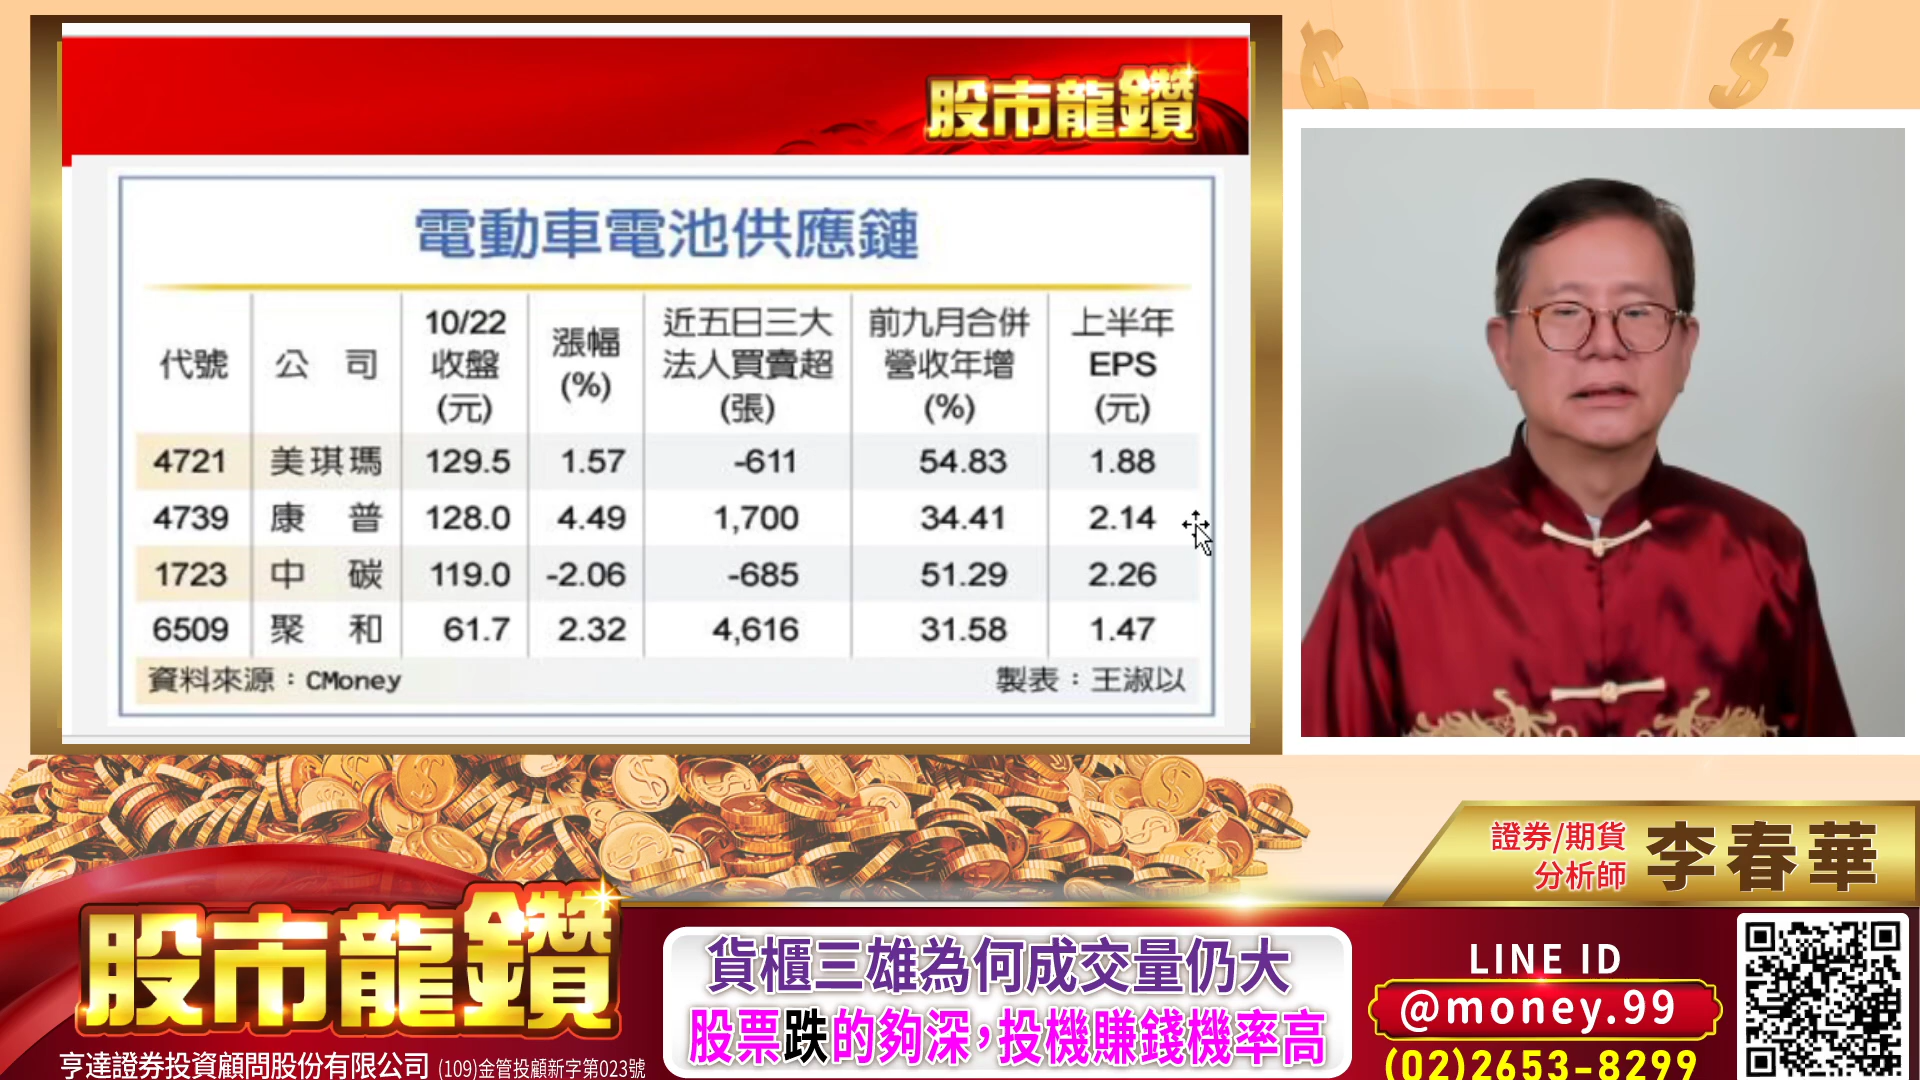 股市龍鑽
電動車電池供應鏈
代號 公司 10/22收盤(元) 漲幅(%) 近五日三大法人買賣超(張) 前九月合併營收年增(%) 上半年EPS(元)
4721 美琪瑪 129.5 1.57 -611 54.83 1.88
4739 康普 128.0 4.49 1,700 34.41 2.14
1723 中碳 119.0 -2.06 -685 51.29 2.26
6509 聚和 61.7 2.32 4,616 31.58 1.47
資料來源：CMoney 製表：王淑以
證券/期貨
分析師
李春華
股市龍鑽
亨達證券投資顧問股份有限公司 (109)金管投顧新字第023號
貨櫃三雄為何成交量仍大
股票跌的夠深，投機賺錢機率高
LINE ID
@money.99
(02)2653-8299